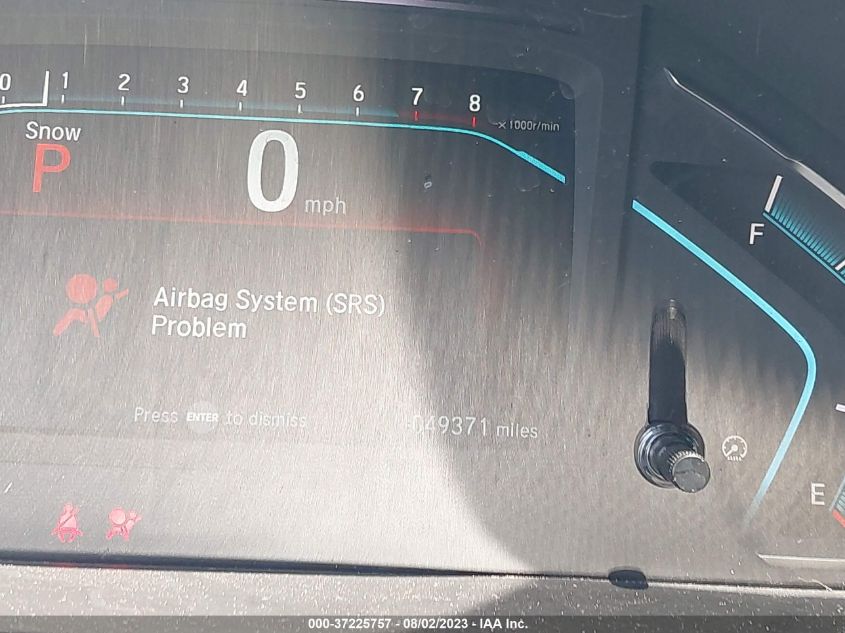 0 1 2 3 4 5 6 7 8
×1000r/min
Snow
P
0 mph
F
Airbag System (SRS)
Problem
Press ENTER to dismiss
049371 miles
E
000-37225757 - 08/02/2023 - IAA Inc.